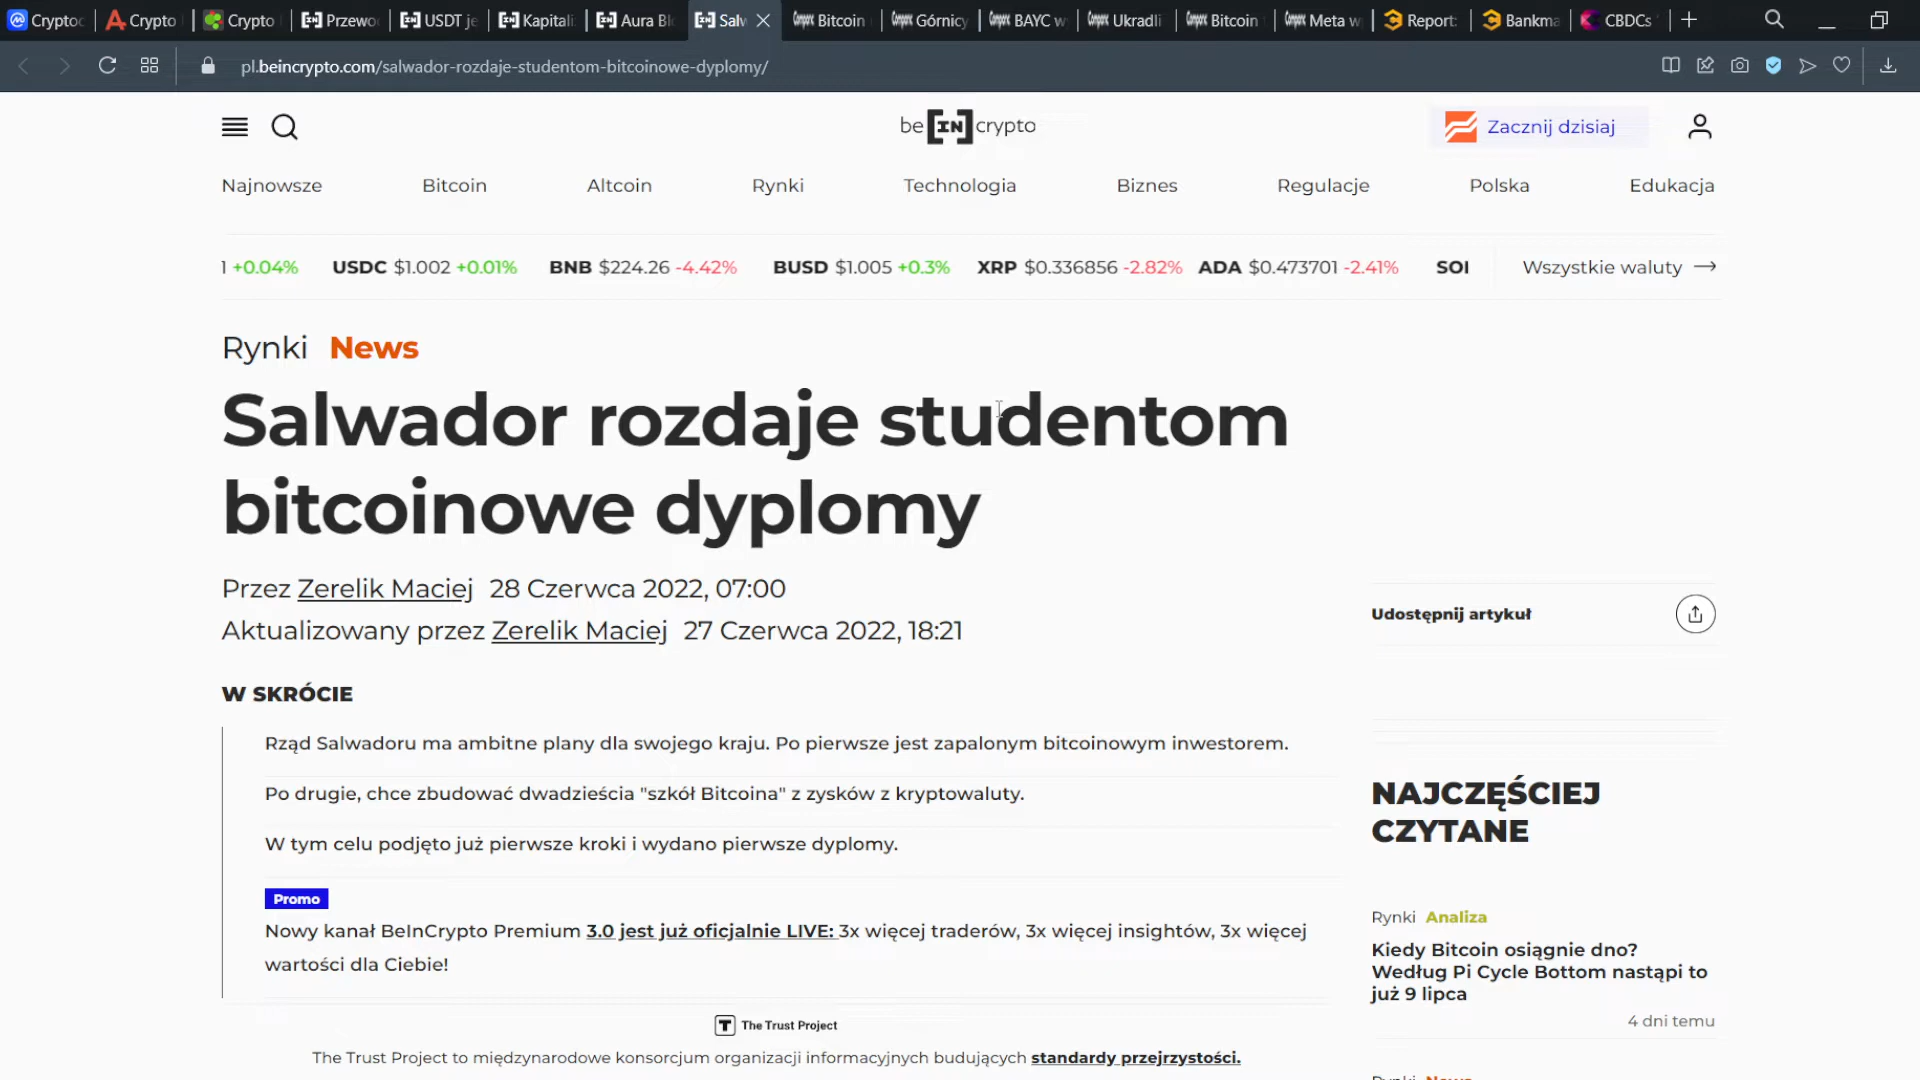 Cryptoc
Crypto
Crypto
Przewo
USDT je
Kapitali
Aura Bl
Salv
Bitcoin
Górnicy
BAYC w
Ukradli
Bitcoin
Meta w
Report:
Bankma
CBDCs
pl.beincrypto.com/salwador-rozdaje-studentom-bitcoinowe-dyplomy/
be[IN]crypto
Zacznij dzisiaj
Najnowsze Bitcoin Altcoin Rynki Technologia Biznes Regulacje Polska Edukacja
1 +0.04% USDC $1.002 +0.01% BNB $224.26 -4.42% BUSD $1.005 +0.3% XRP $0.336856 -2.82% ADA $0.473701 -2.41% SOI Wszystkie waluty →
Rynki News
Salwador rozdaje studentom
bitcoinowe dyplomy
Przez Zerelik Maciej 28 Czerwca 2022, 07:00
Aktualizowany przez Zerelik Maciej 27 Czerwca 2022, 18:21
W SKRÓCIE
Rząd Salwadoru ma ambitne plany dla swojego kraju. Po pierwsze jest zapalonym bitcoinowym inwestorem.
Po drugie, chce zbudować dwadzieścia "szkół Bitcoina" z zysków z kryptowaluty.
W tym celu podjęto już pierwsze kroki i wydano pierwsze dyplomy.
Promo
Nowy kanał BeInCrypto Premium 3.0 jest już oficjalnie LIVE: 3x więcej traderów, 3x więcej insightów, 3x więcej
wartości dla Ciebie!
The Trust Project
The Trust Project to międzynarodowe konsorcjum organizacji informacyjnych budujących standardy przejrzystości.
Udostępnij artykuł
NAJCZĘŚCIEJ
CZYTANE
Rynki Analiza
Kiedy Bitcoin osiągnie dno?
Według Pi Cycle Bottom nastąpi to
już 9 lipca
4 dni temu
Rynki News